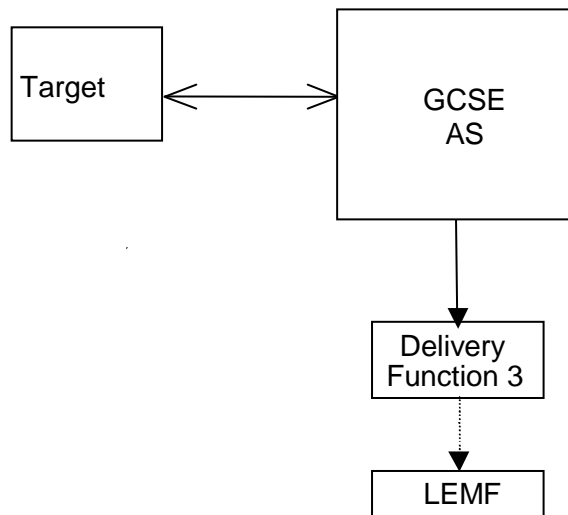 Target
GCSE
AS
Delivery
Function 3
LEMF